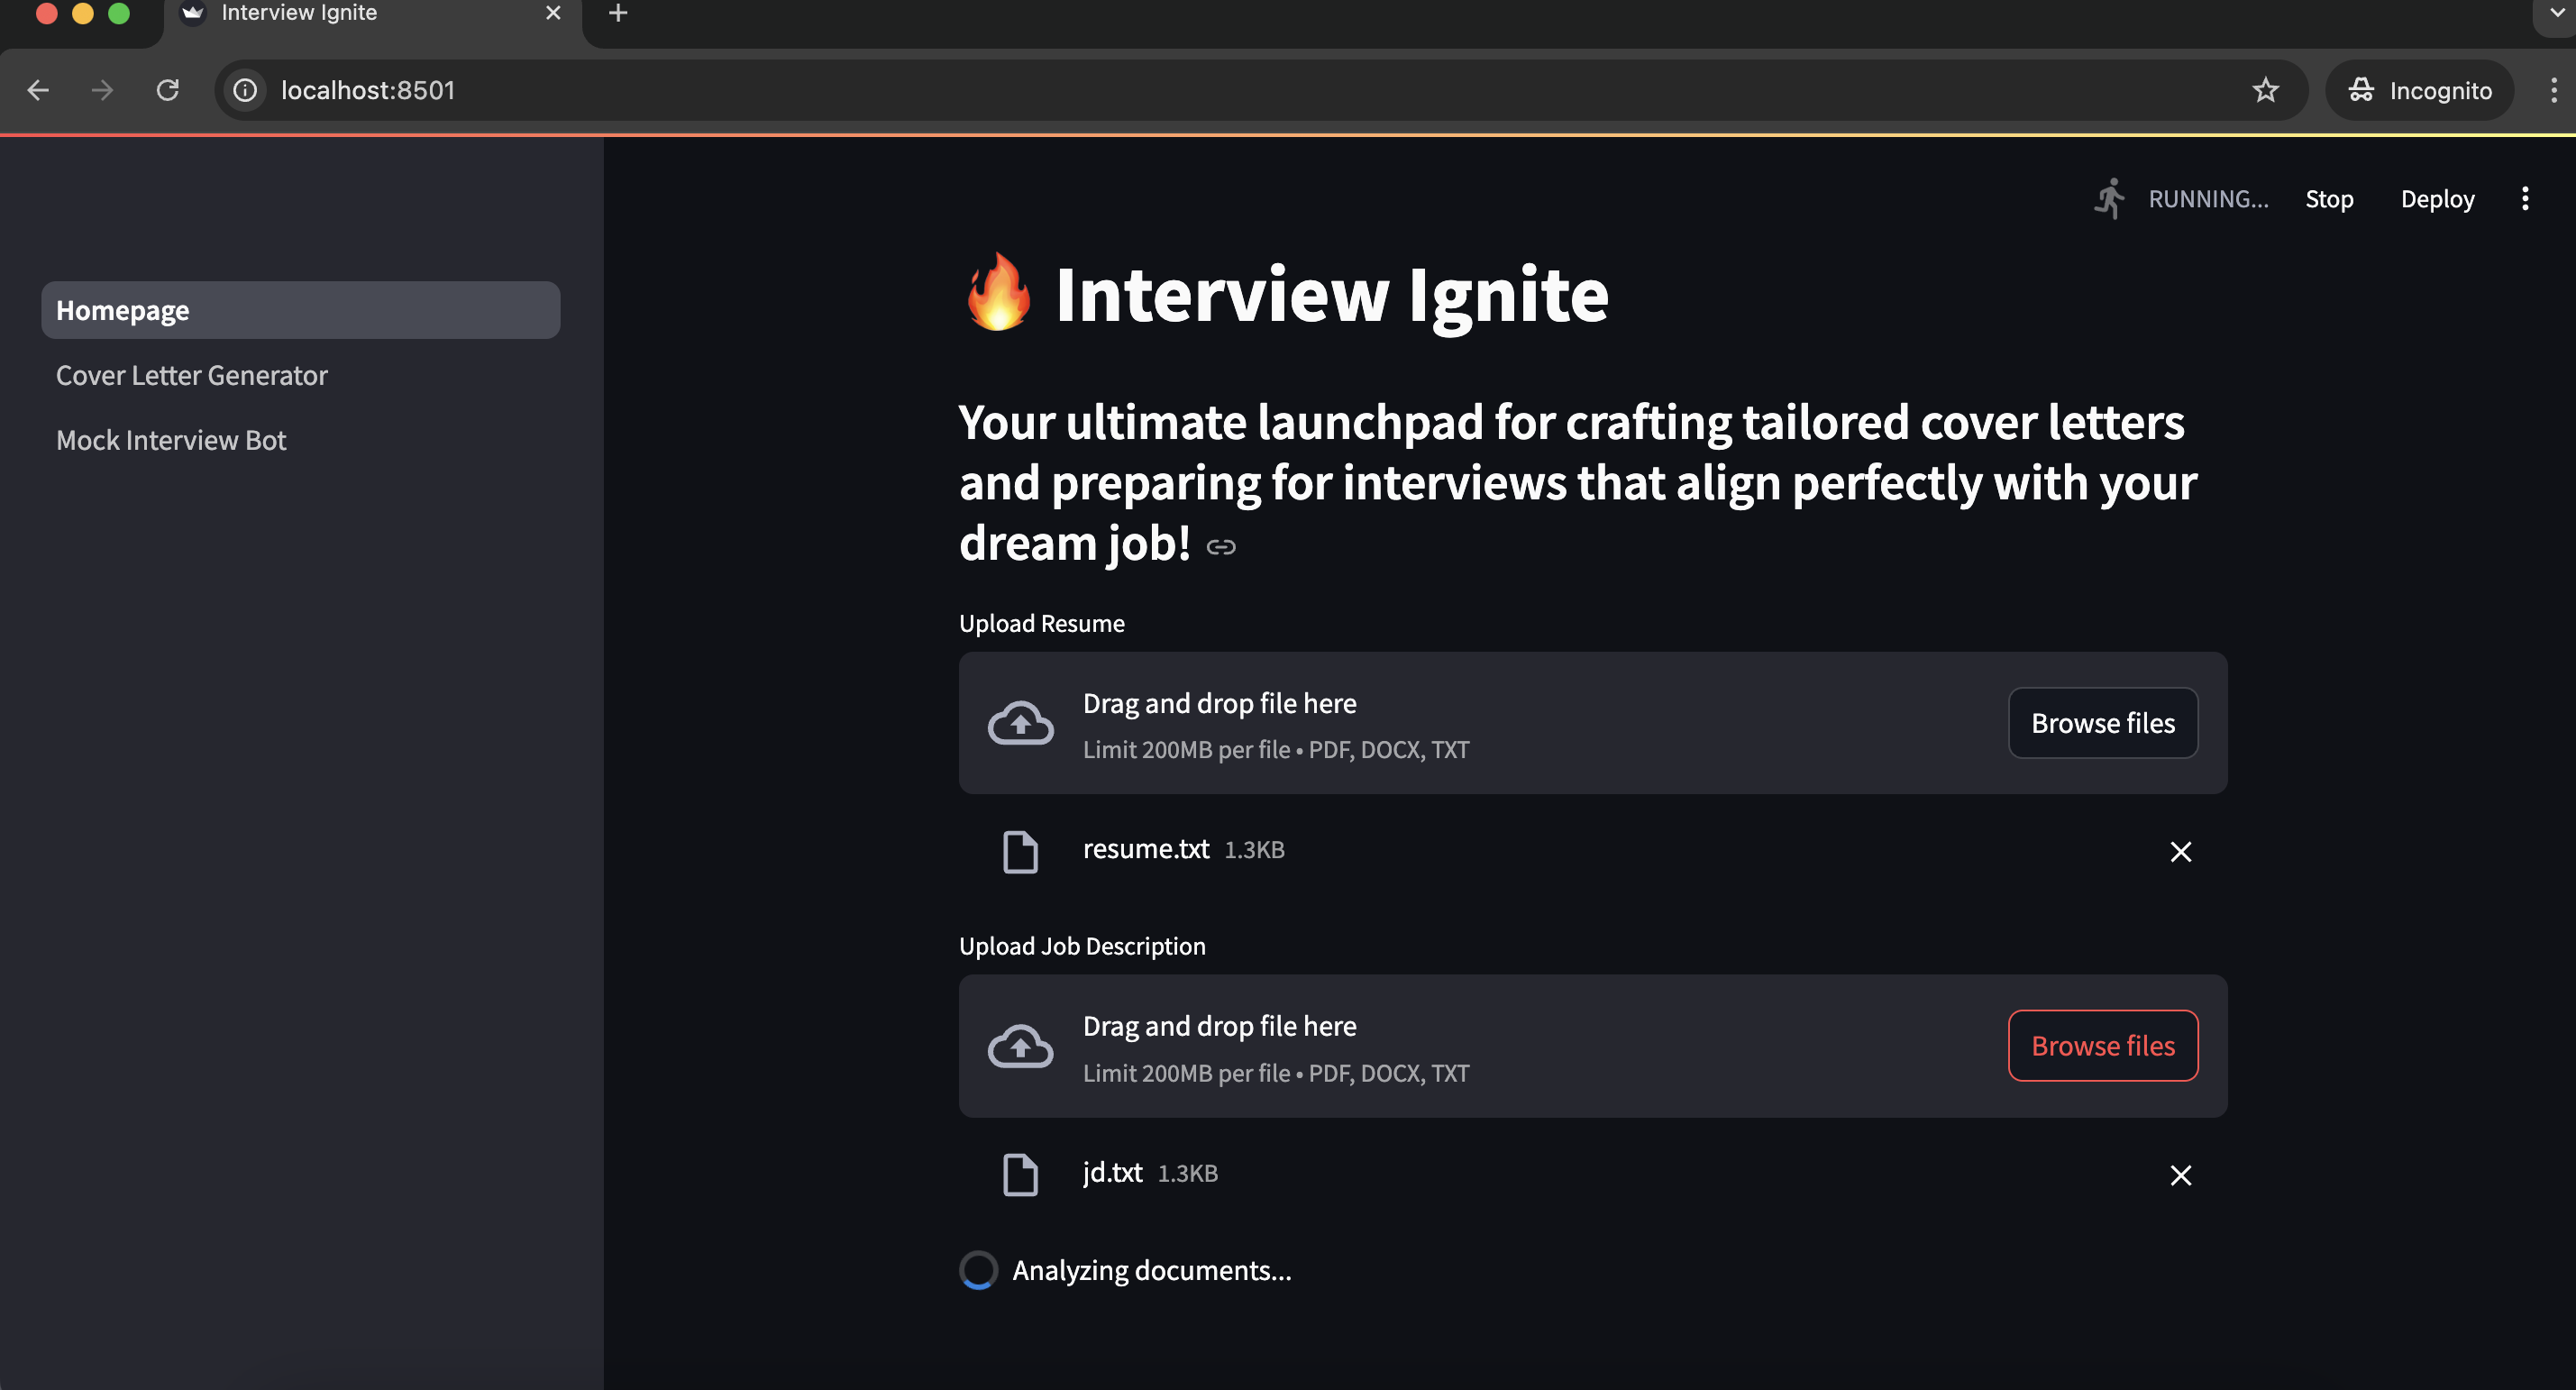 Interview Ignite
localhost:8501
Incognito
RUNNING...
Stop
Deploy
Homepage
Cover Letter Generator
Mock Interview Bot
Interview Ignite
Your ultimate launchpad for crafting tailored cover letters
and preparing for interviews that align perfectly with your
dream job!
Upload Resume
Drag and drop file here
Limit 200MB per file • PDF, DOCX, TXT
Browse files
resume.txt 1.3KB
Upload Job Description
Drag and drop file here
Limit 200MB per file • PDF, DOCX, TXT
Browse files
jd.txt 1.3KB
Analyzing documents...